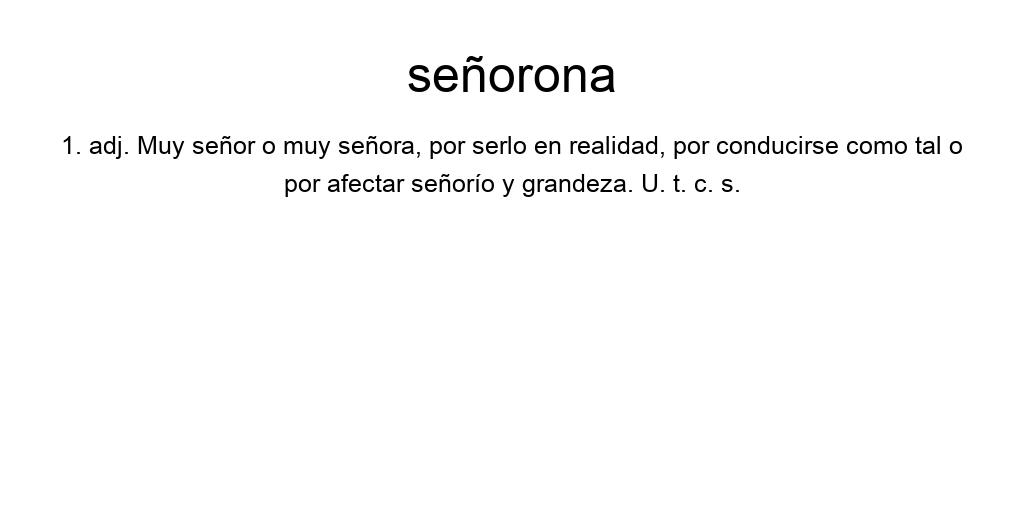 señorona
1. adj. Muy señor o muy señora, por serlo en realidad, por conducirse como tal o
por afectar señorío y grandeza. U. t. c. s.